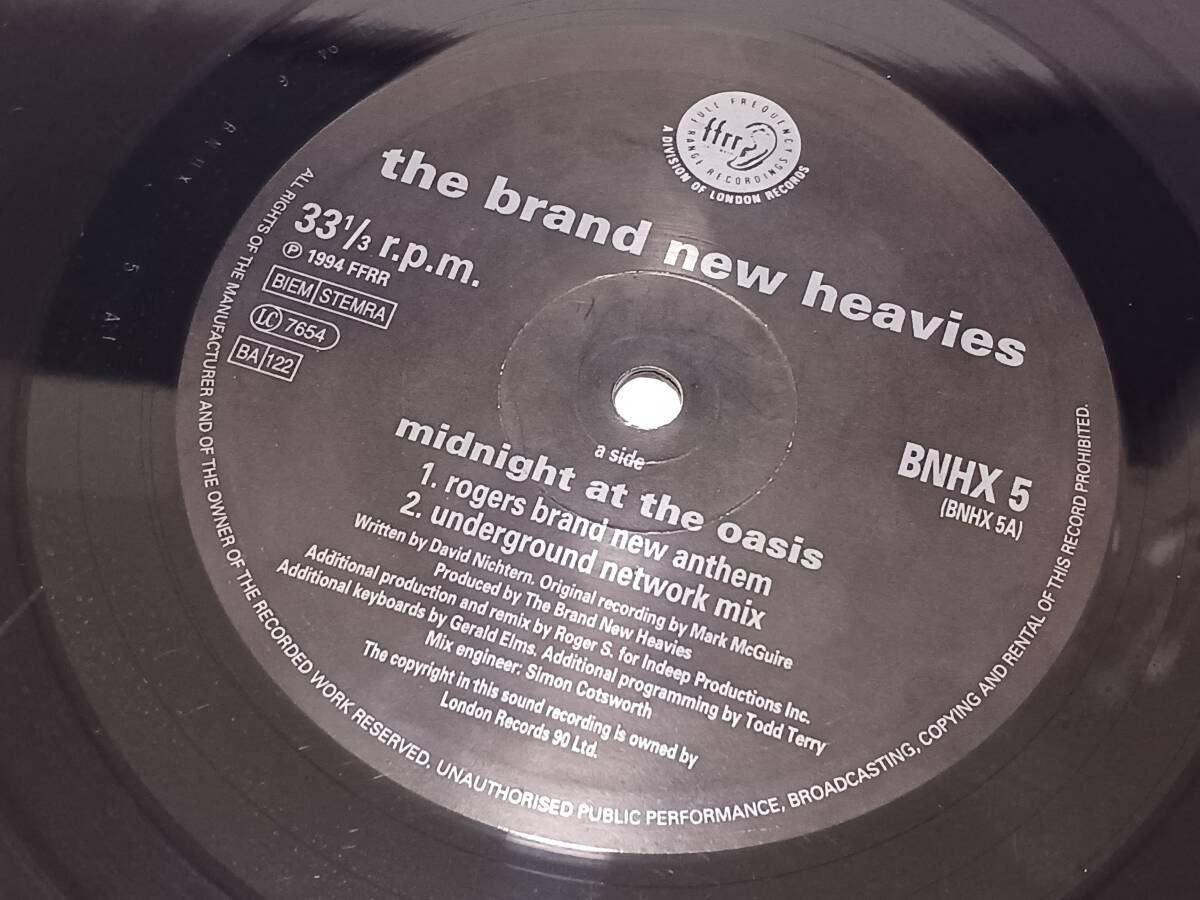 FULL FREQUENCY RANGE RECORDINGS
ffrr
A DIVISION OF LONDON RECORDS
the brand new heavies
33 1/3 r.p.m.
℗ 1994 FFRR
BIEM/STEMRA
LC 7654
BA/122
BNHX 5
(BNHX 5A)
a side
midnight at the oasis
1. rogers brand new anthem
2. underground network mix
Written by David Nichtern. Original recording by Mark McGuire
Produced by The Brand New Heavies
Additional production and remix by Roger S. for Indeep Productions Inc.
Additional keyboards by Gerald Elms. Additional programming by Todd Terry
Mix engineer: Simon Cotsworth
The copyright in this sound recording is owned by
London Records 90 Ltd.
ALL RIGHTS OF THE MANUFACTURER AND OF THE OWNER OF THE RECORDED WORK RESERVED. UNAUTHORISED PUBLIC PERFORMANCE, BROADCASTING, COPYING AND RENTAL OF THIS RECORD PROHIBITED.